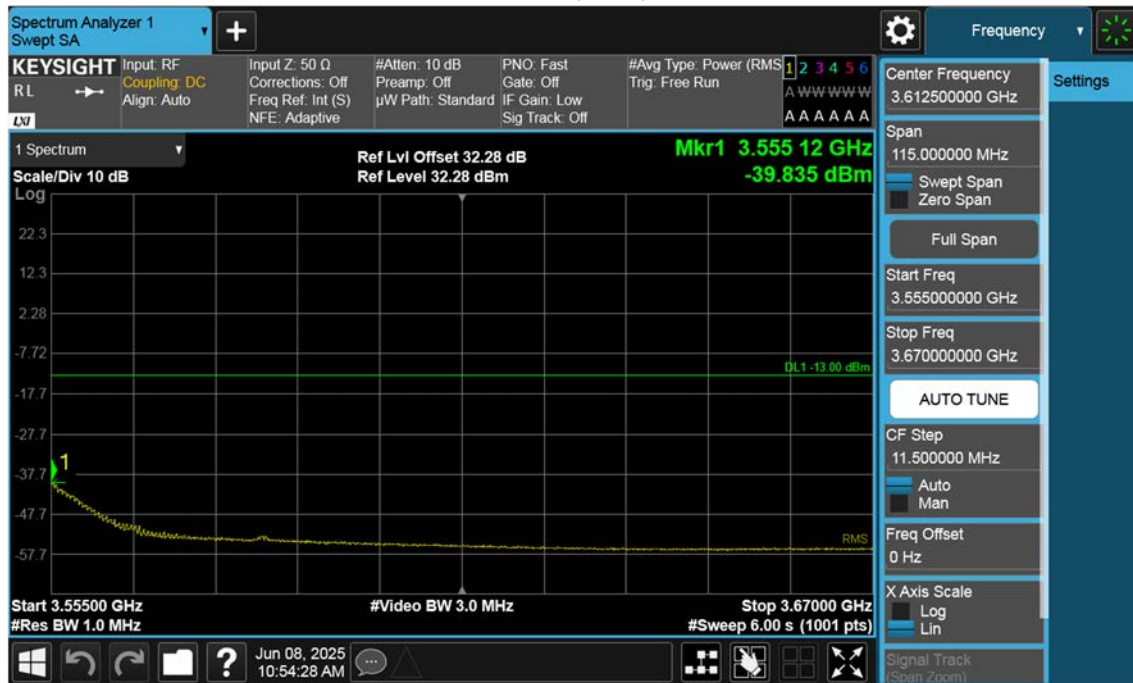 Spectrum Analyzer 1
Swept SA
Frequency
KEYSIGHT
RL
LXI
Input: RF
Coupling: DC
Align: Auto
Input Z: 50 Ω
Corrections: Off
Freq Ref: Int (S)
NFE: Adaptive
#Atten: 10 dB
Preamp: Off
µW Path: Standard
PNO: Fast
Gate: Off
IF Gain: Low
Sig Track: Off
#Avg Type: Power (RMS
Trig: Free Run
1 2 3 4 5 6
A W W W W W
A A A A A A
1 Spectrum
Scale/Div 10 dB
Ref Lvl Offset 32.28 dB
Ref Level 32.28 dBm
Mkr1 3.555 12 GHz
-39.835 dBm
Log
22.3
12.3
2.28
-7.72
DL1 -13.00 dBm
-17.7
-27.7
1
-37.7
-47.7
RMS
-57.7
Start 3.55500 GHz
#Res BW 1.0 MHz
#Video BW 3.0 MHz
Stop 3.67000 GHz
#Sweep 6.00 s (1001 pts)
Center Frequency
3.612500000 GHz
Span
115.000000 MHz
Swept Span
Zero Span
Full Span
Start Freq
3.555000000 GHz
Stop Freq
3.670000000 GHz
AUTO TUNE
CF Step
11.500000 MHz
Auto
Man
Freq Offset
0 Hz
X Axis Scale
Log
Lin
Signal Track
(Span Zoom)
Settings
?
Jun 08, 2025
10:54:28 AM